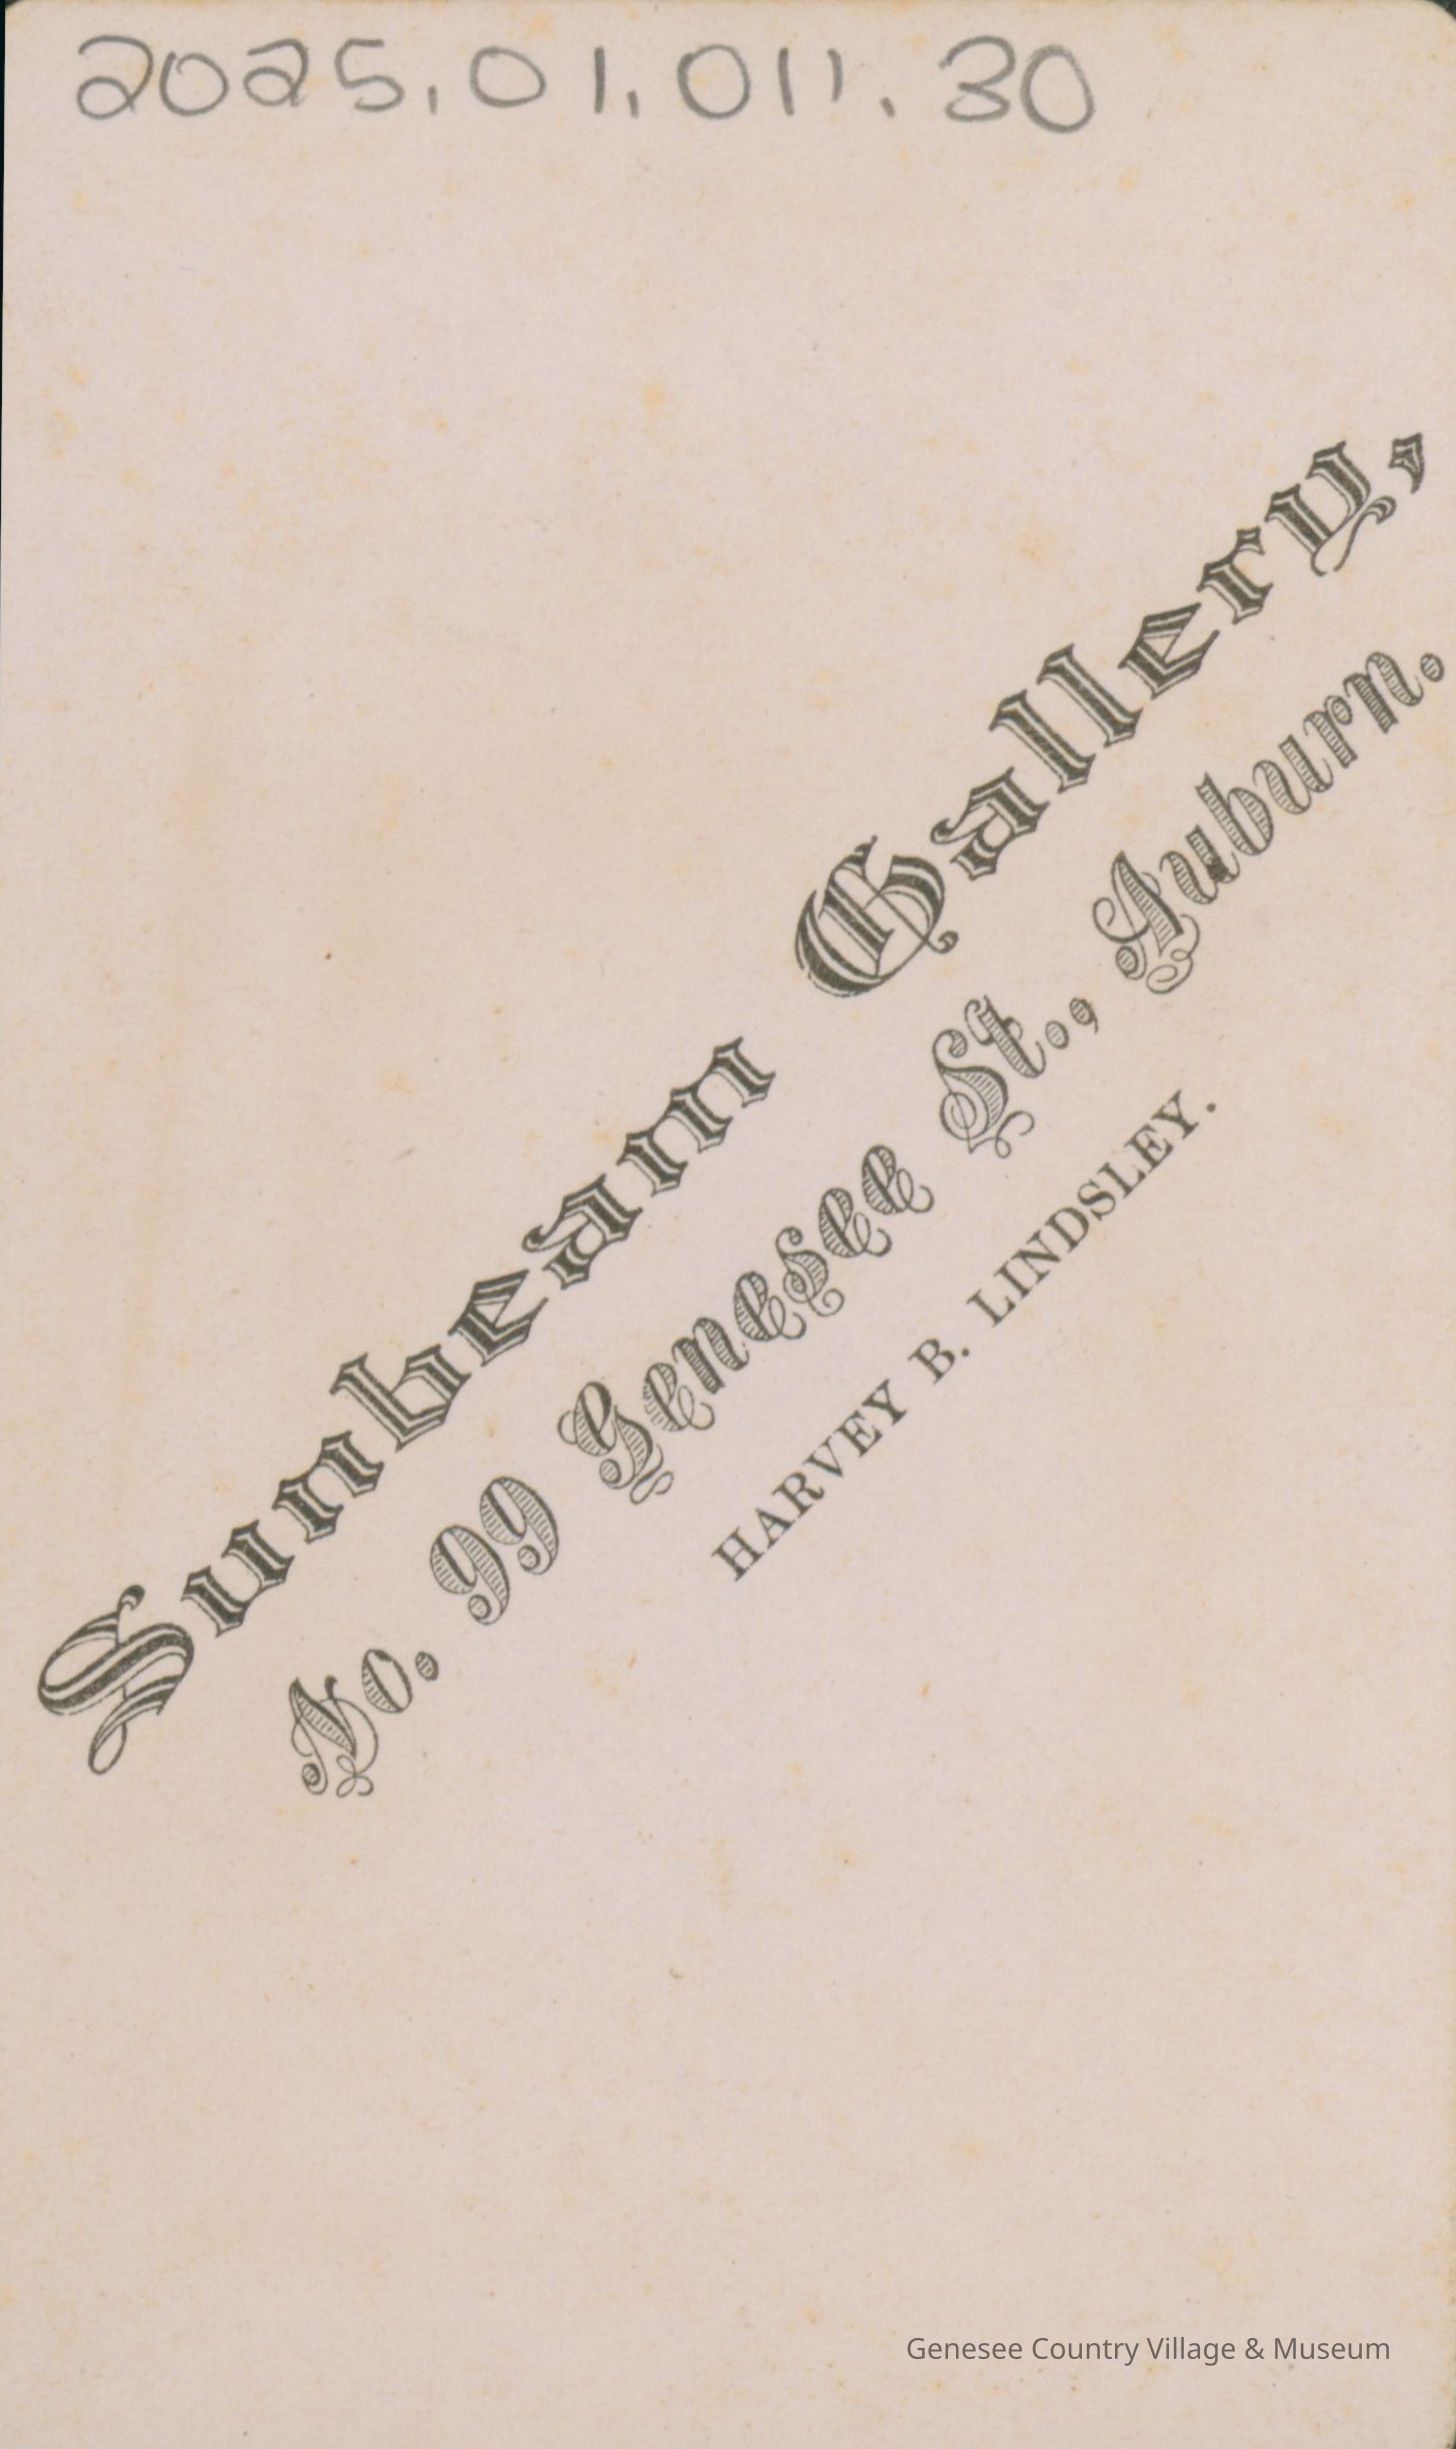 2025.01.011.30
Sunbeam Gallery,
No. 99 Genesee St., Auburn.
HARVEY B. LINDSLEY.
Genesee Country Village & Museum